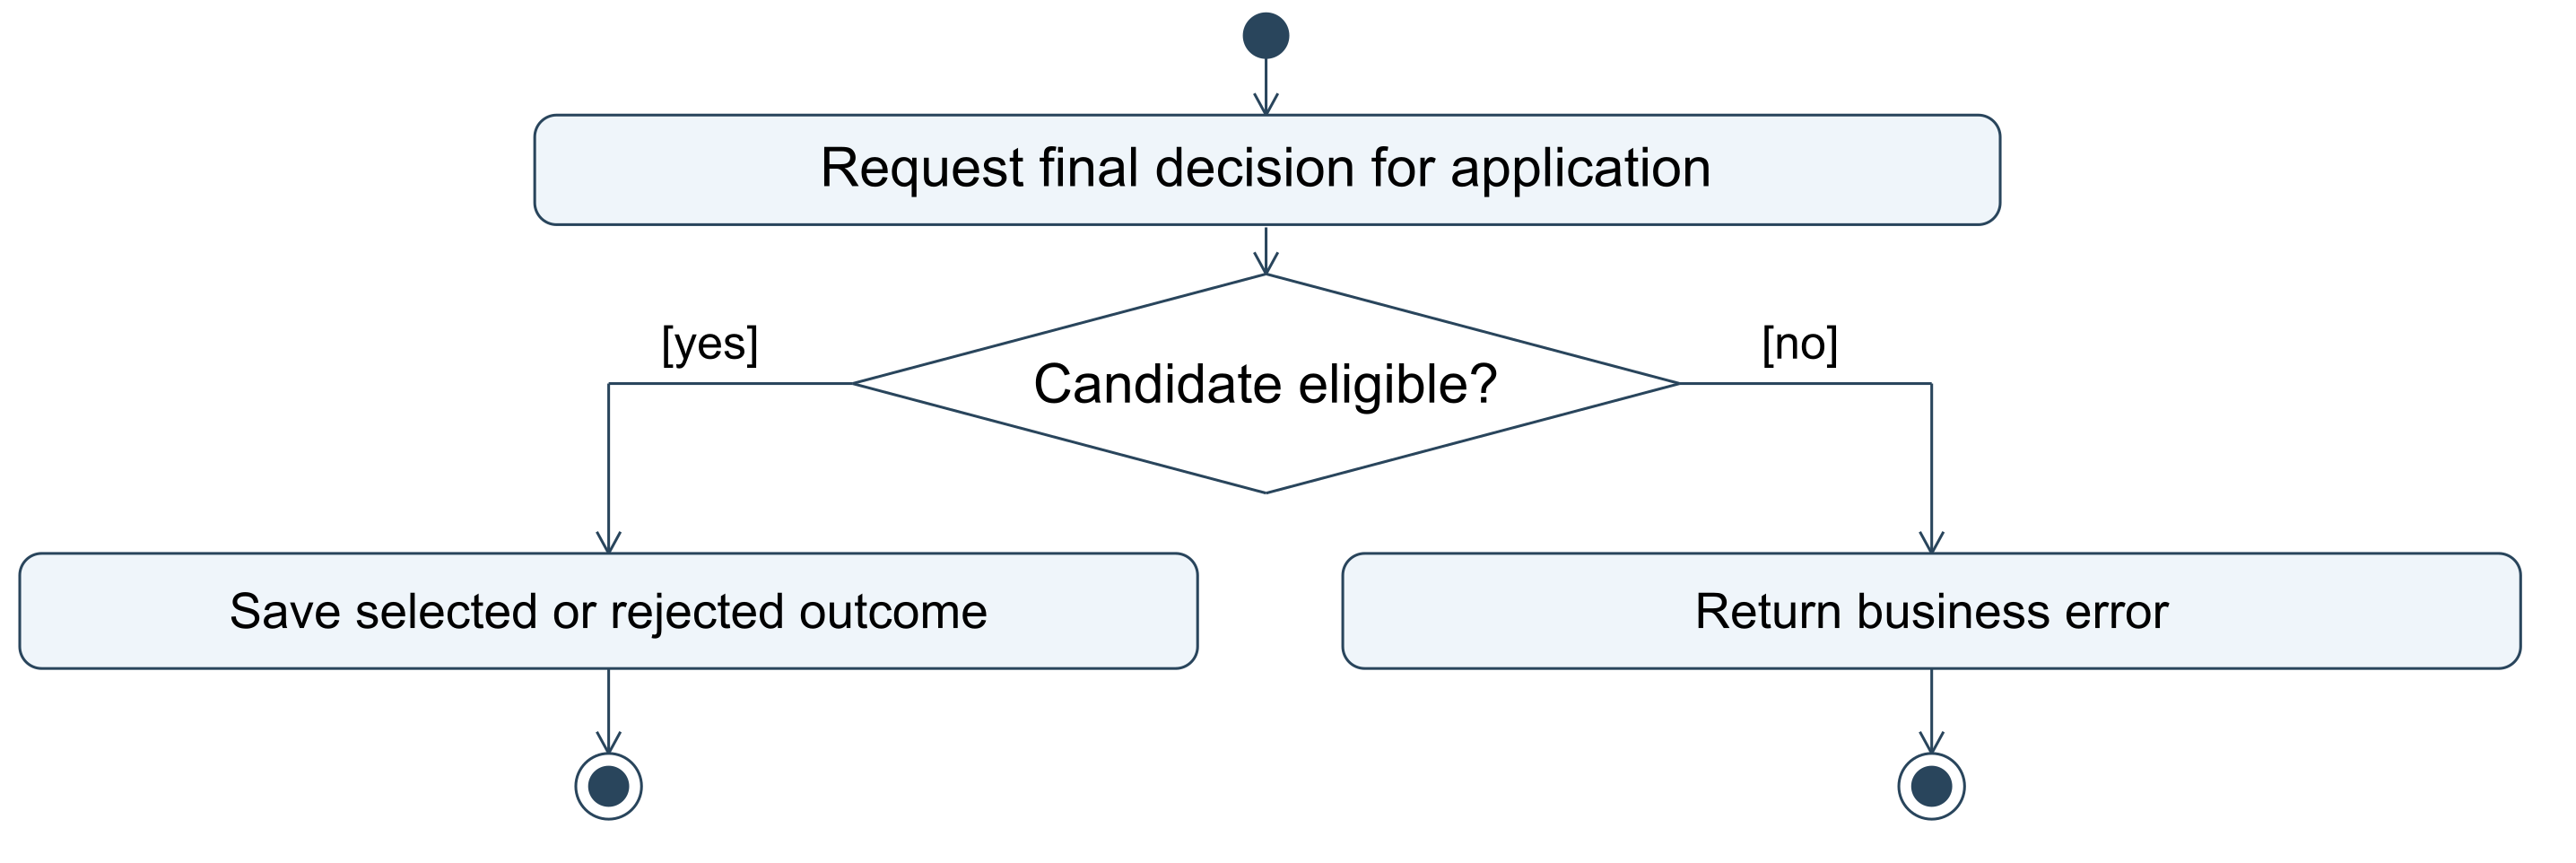 Request final decision for application
[yes]
[no]
Candidate eligible?
Save selected or rejected outcome
Return business error